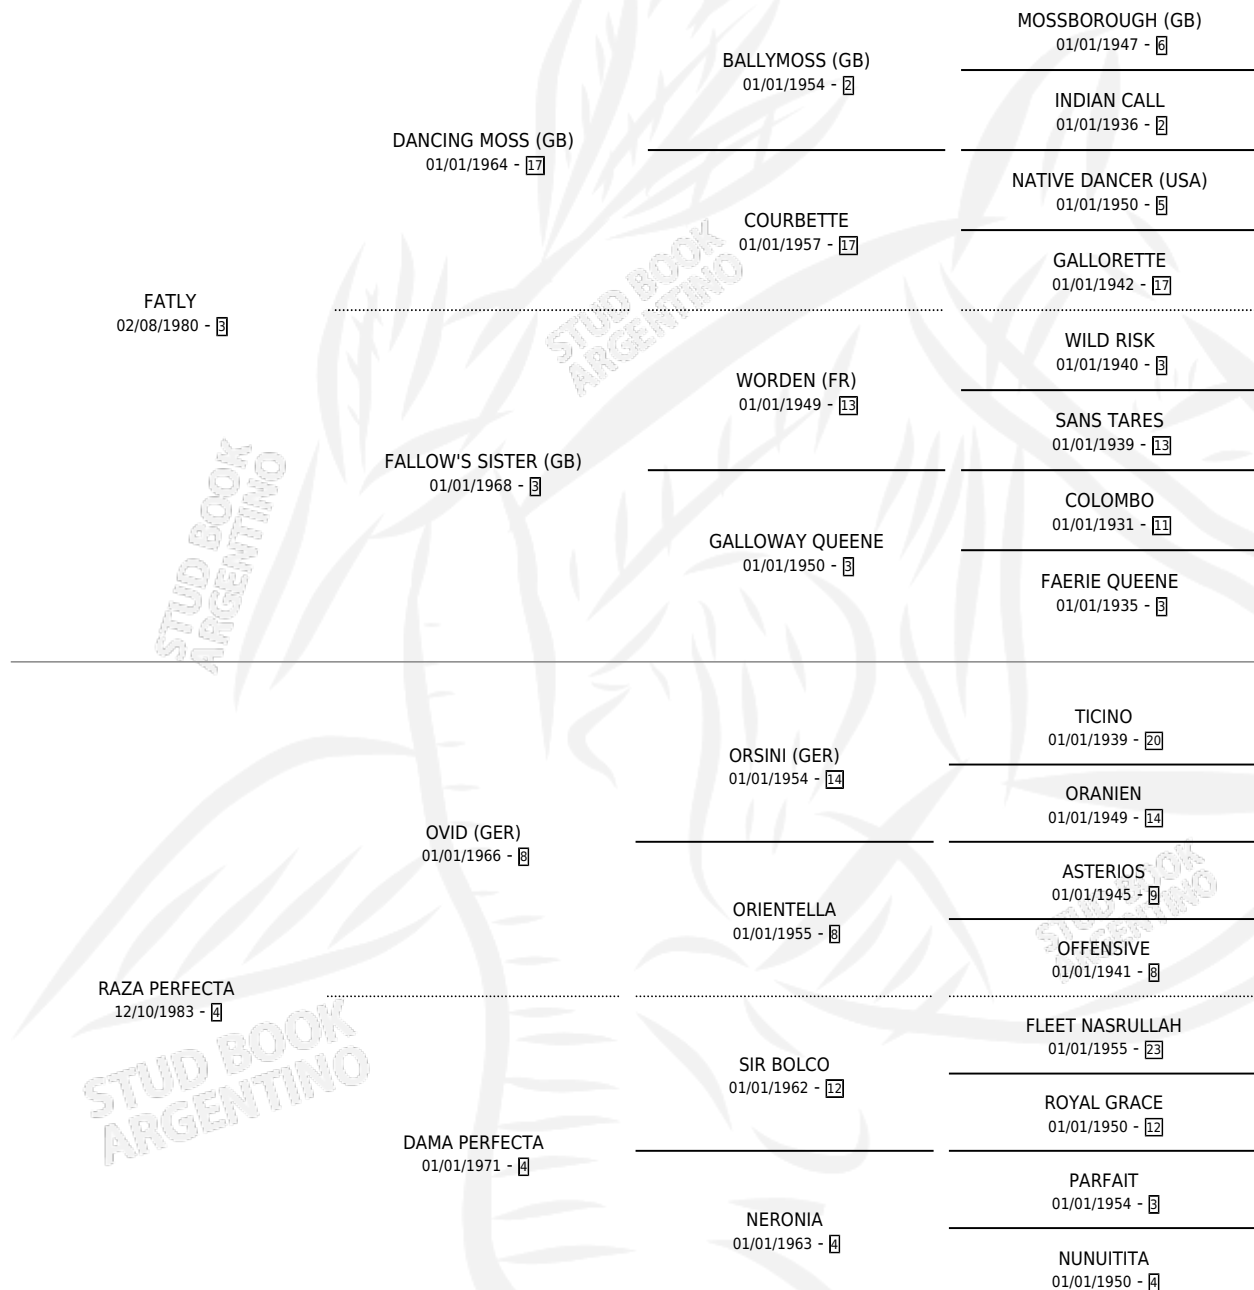 MOSSBOROUGH (GB)
01/01/1947 - 6
BALLYMOSS (GB)
01/01/1954 - 2
INDIAN CALL
01/01/1936 - 2
DANCING MOSS (GB)
01/01/1964 - 17
NATIVE DANCER (USA)
01/01/1950 - 5
COURBETTE
01/01/1957 - 17
GALLORETTE
01/01/1942 - 17
FATLY
02/08/1980 - 3
WILD RISK
01/01/1940 - 3
WORDEN (FR)
01/01/1949 - 13
SANS TARES
01/01/1939 - 13
FALLOW'S SISTER (GB)
01/01/1968 - 3
COLOMBO
01/01/1931 - 11
GALLOWAY QUEENE
01/01/1950 - 3
FAERIE QUEENE
01/01/1935 - 3
TICINO
01/01/1939 - 20
ORSINI (GER)
01/01/1954 - 14
ORANIEN
01/01/1949 - 14
OVID (GER)
01/01/1966 - 8
ASTERIOS
01/01/1945 - 9
ORIENTELLA
01/01/1955 - 8
OFFENSIVE
01/01/1941 - 8
RAZA PERFECTA
12/10/1983 - 4
FLEET NASRULLAH
01/01/1955 - 23
SIR BOLCO
01/01/1962 - 12
ROYAL GRACE
01/01/1950 - 12
DAMA PERFECTA
01/01/1971 - 4
PARFAIT
01/01/1954 - 3
NERONIA
01/01/1963 - 4
NUNUITITA
01/01/1950 - 4
STUD BOOK
ARGENTINO
STUD BOOK
ARGENTINO
STUD BOOK
ARGENTINO
STUD BOOK
ARGENTINO